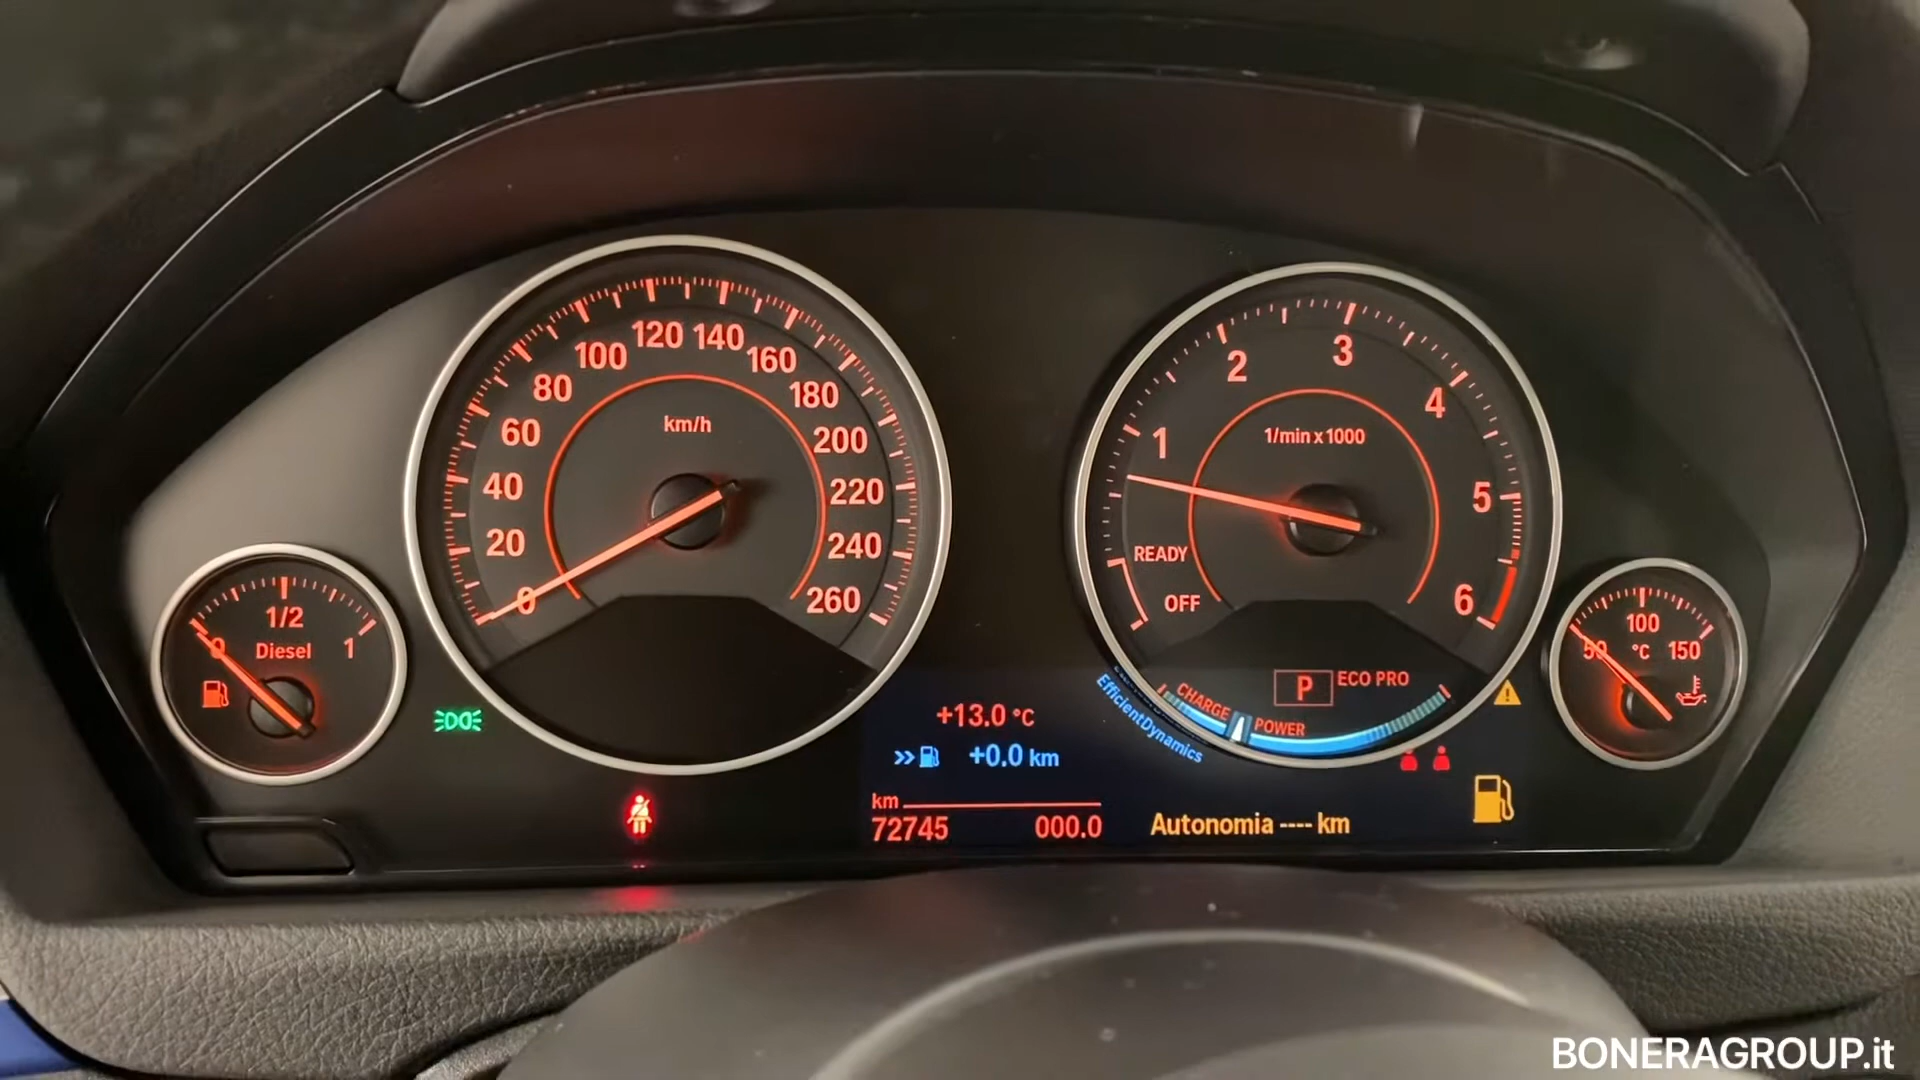 0
20
40
60
80
100
120
140
160
180
200
220
240
260
km/h
1
2
3
4
5
6
1/min x 1000
READY
OFF
0
1/2
1
Diesel
50
100
150
°C
P
ECO PRO
CHARGE
POWER
EfficientDynamics
+13.0 °C
>> +0.0 km
km
72745 000.0
Autonomia ---- km
BONERAGROUP.it